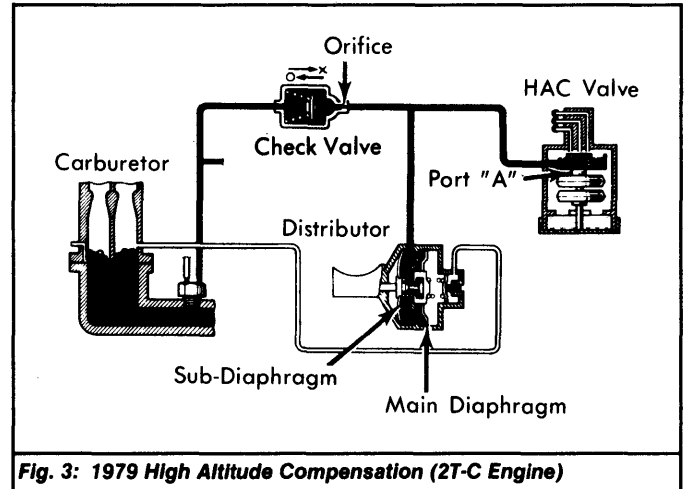 Orifice
HAC Valve
Check Valve
Carburetor
Port "A"
Distributor
Sub-Diaphragm
Main Diaphragm
Fig. 3: 1979 High Altitude Compensation (2T-C Engine)